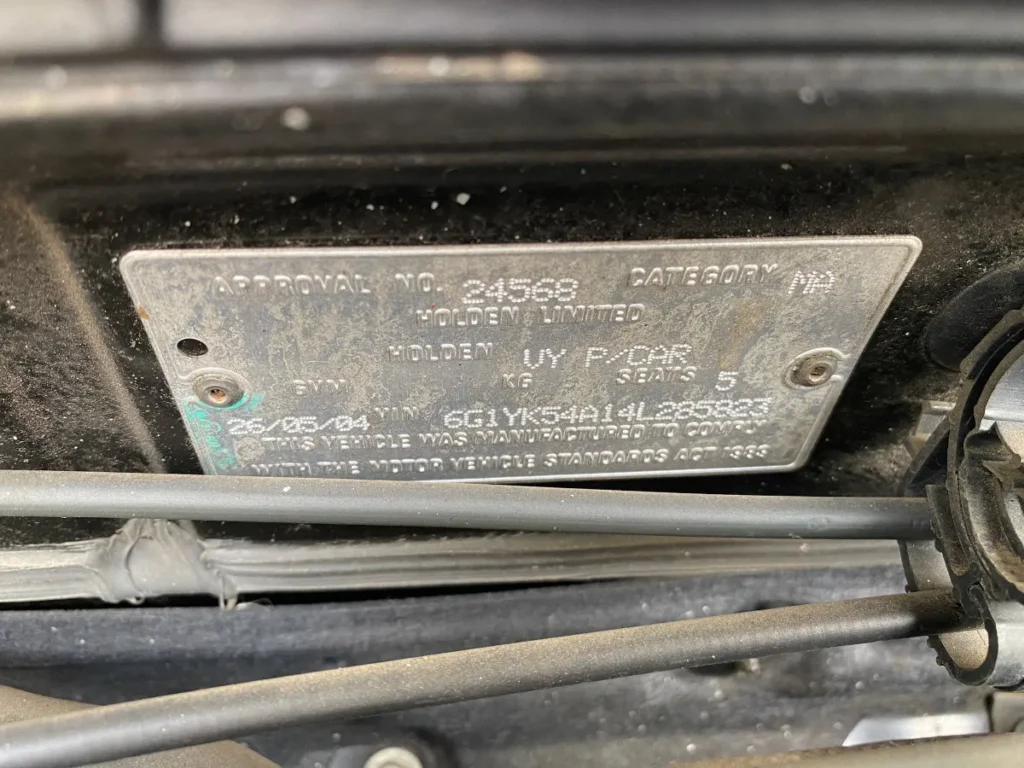 APPROVAL NO. 24568 CATEGORY MA
HOLDEN LIMITED
HOLDEN VY P/CAR
GVM KG SEATS 5
26/05/04 VIN 6G1YK54A14L285823
THIS VEHICLE WAS MANUFACTURED TO COMPLY
WITH THE MOTOR VEHICLE STANDARDS ACT 1989